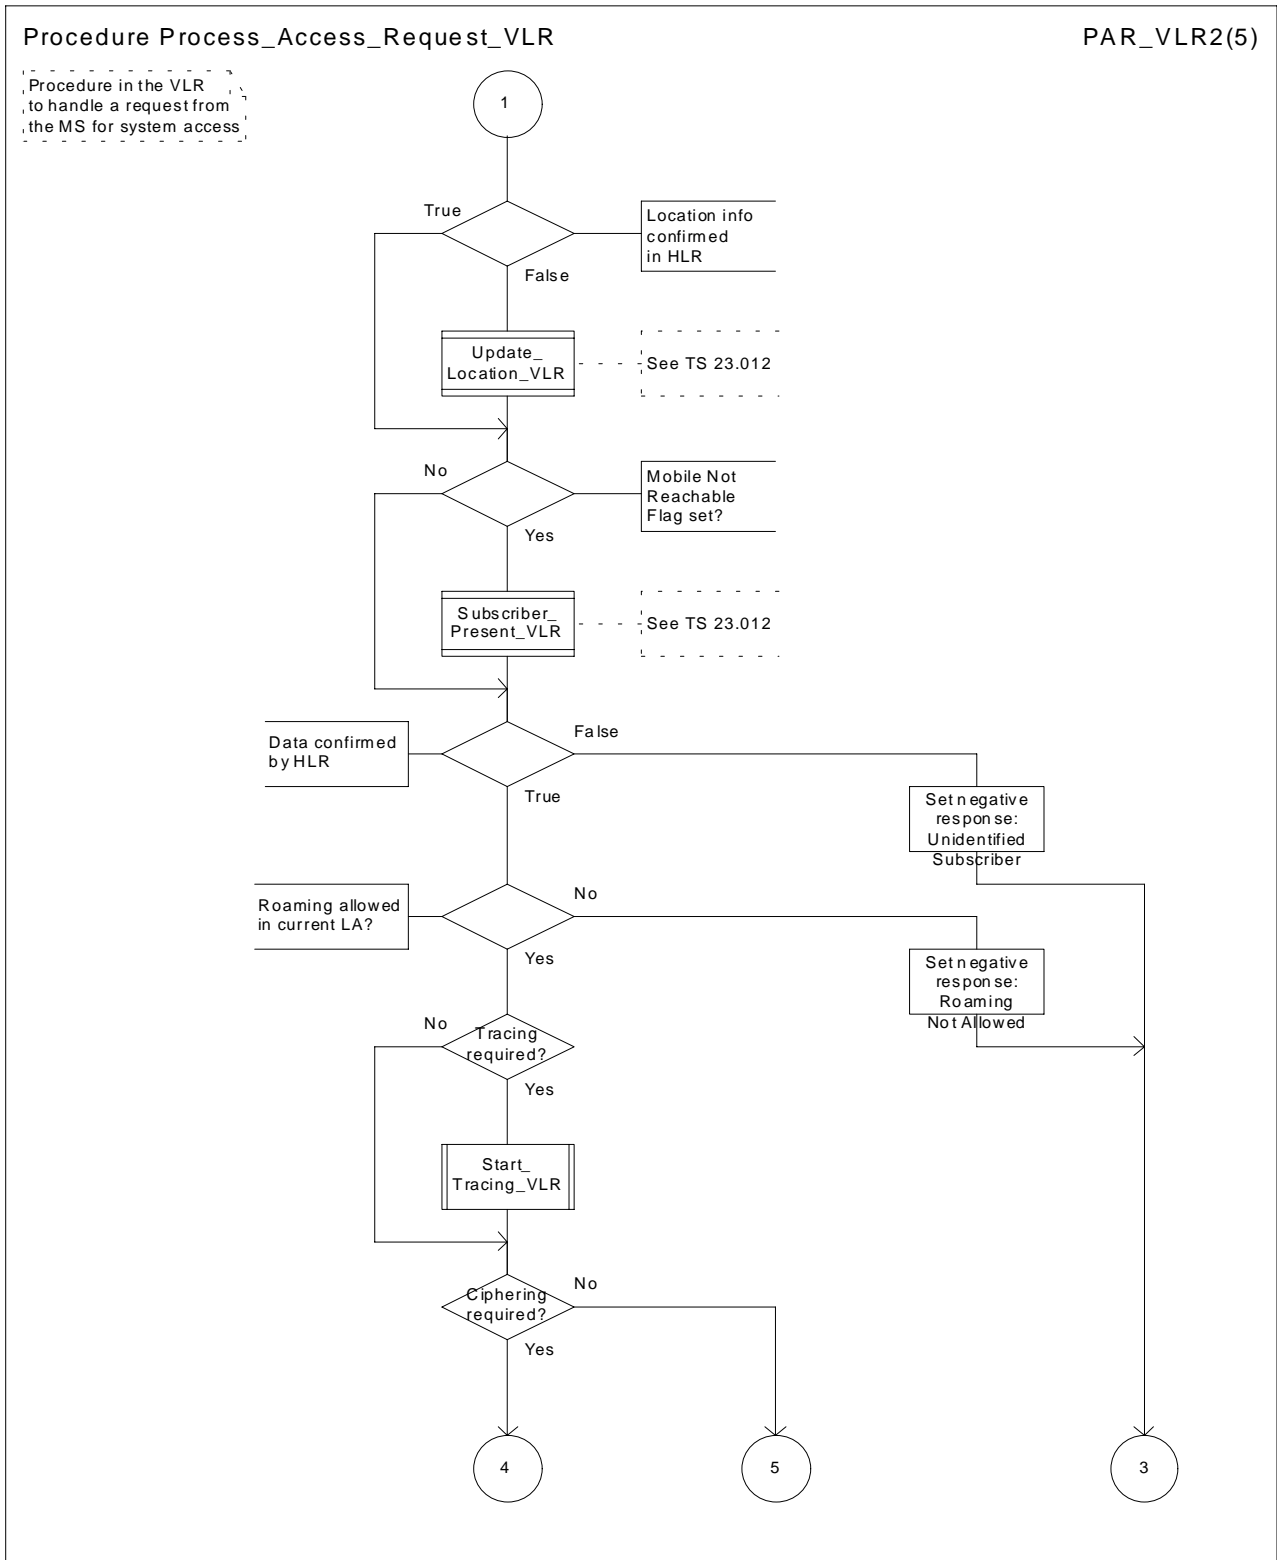 Procedure Process_Access_Request_VLR
PAR_VLR2(5)
Procedure in the VLR
to handle a request from
the MS for system access
1
True
Location info
confirmed
in HLR
False
Update_
Location_VLR
See TS 23.012
No
Mobile Not
Reachable
Flag set?
Yes
Subscriber_
Present_VLR
See TS 23.012
Data confirmed
by HLR
False
True
Set negative
response:
Unidentified
Subscriber
Roaming allowed
in current LA?
No
Yes
Set negative
response:
Roaming
Not Allowed
No
Tracing
required?
Yes
Start_
Tracing_VLR
Ciphering
required?
No
Yes
4
5
3